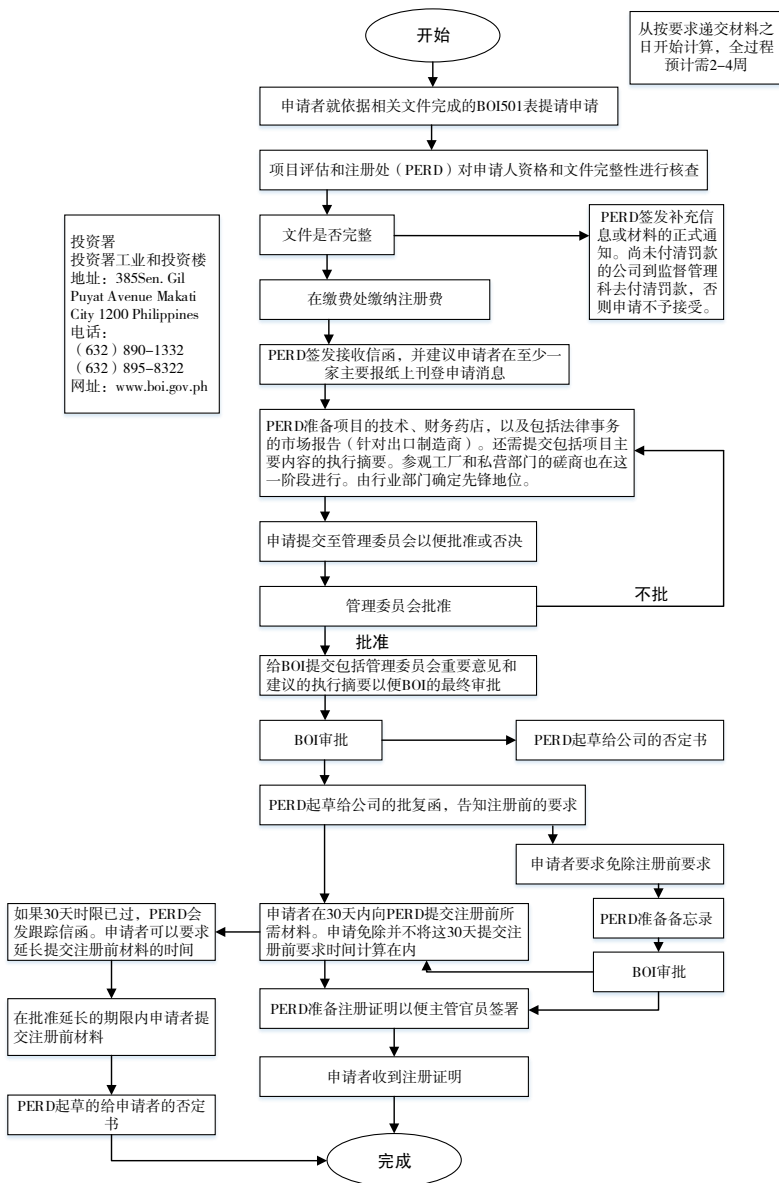 开始
从按要求递交材料之
日开始计算，全过程
预计需2-4周
申请者就依据相关文件完成的BOI501表提请申请
项目评估和注册处（PERD）对申请人资格和文件完整性进行核查
投资署
投资署工业和投资楼
地址：385Sen. Gil
Puyat Avenue Makati
City 1200 Philippines
电话：
（632）890-1332
（632）895-8322
网址：www.boi.gov.ph
文件是否完整
PERD签发补充信
息或材料的正式通
知。尚未付清罚款
的公司到监督管理
科去付清罚款，否
则申请不予接受。
在缴费处缴纳注册费
PERD签发接收信函，并建议申请者在至少一
家主要报纸上刊登申请消息
PERD准备项目的技术、财务药店，以及包括法律事务
的市场报告（针对出口制造商）。还需提交包括项目主
要内容的执行摘要。参观工厂和私营部门的磋商也在这
一阶段进行。由行业部门确定先锋地位。
申请提交至管理委员会以便批准或否决
管理委员会批准
不批
批准
给BOI提交包括管理委员会重要意见和
建议的执行摘要以便BOI的最终审批
BOI审批
PERD起草给公司的否定书
PERD起草给公司的批复函，告知注册前的要求
申请者要求免除注册前要求
如果30天时限已过，PERD会
发跟踪信函。申请者可以要求
延长提交注册前材料的时间
申请者在30天内向PERD提交注册前所
需材料。申请免除并不将这30天提交注
册前要求时间计算在内
PERD准备备忘录
BOI审批
在批准延长的期限内申请者提
交注册前材料
PERD准备注册证明以便主管官员签署
申请者收到注册证明
PERD起草的给申请者的否定
书
完成